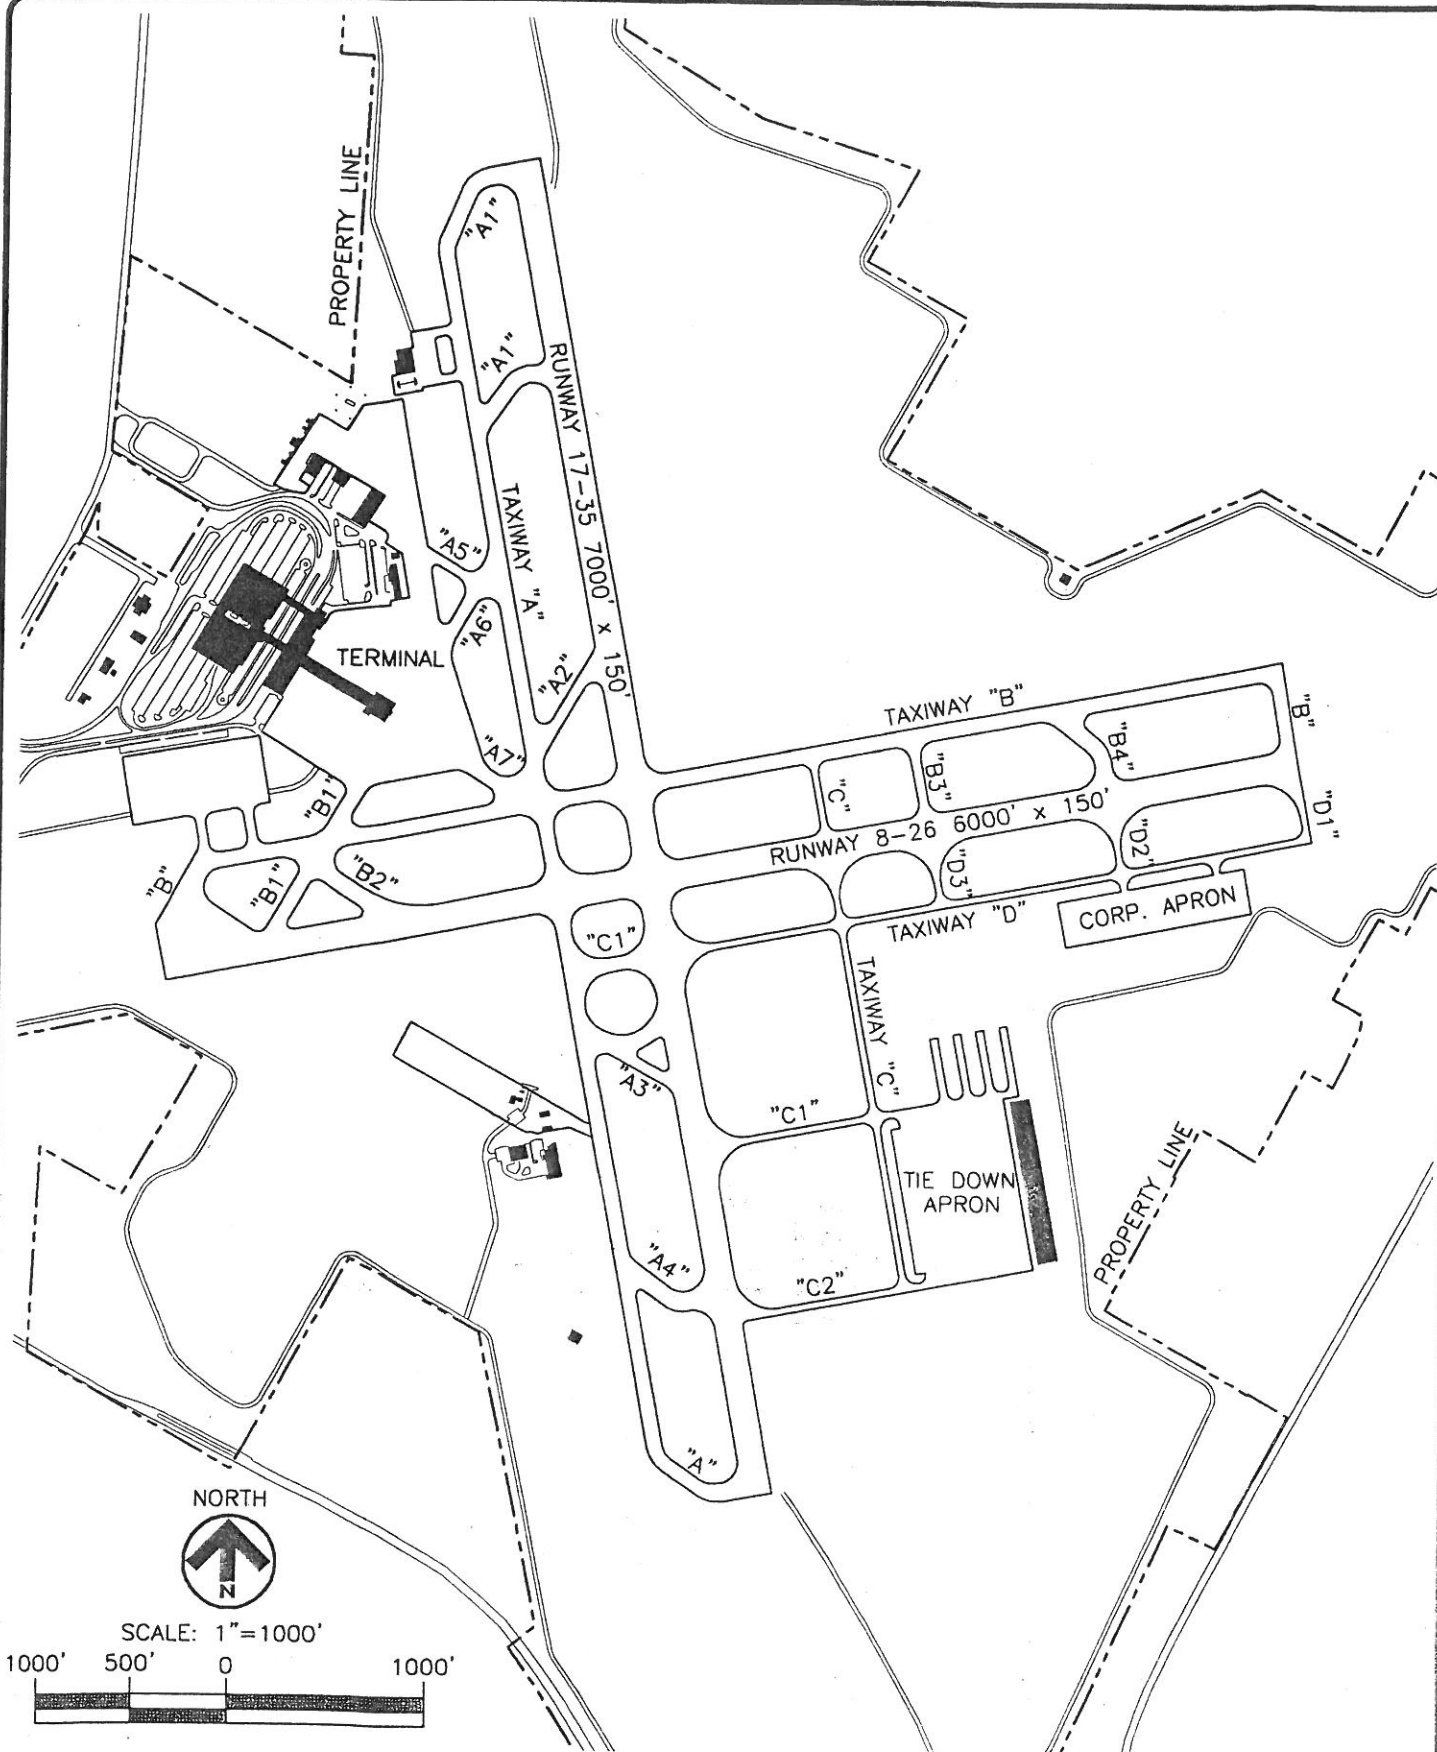 PROPERTY LINE
"A1"
"A1"
RUNWAY 17-35 7000' x 150'
TAXIWAY "A"
"A5"
"A6"
"A2"
"A7"
TERMINAL
TAXIWAY "B"
"B"
"B4"
"B3"
"C"
"D1"
RUNWAY 8-26 6000' x 150'
"D2"
"D3"
"B1"
"B2"
"B"
"B1"
"C1"
TAXIWAY "D"
CORP. APRON
TAXIWAY "C"
"A3"
"C1"
TIE DOWN
APRON
PROPERTY LINE
"A4"
"C2"
"A"
NORTH
N
SCALE: 1"=1000'
1000' 500' 0 1000'